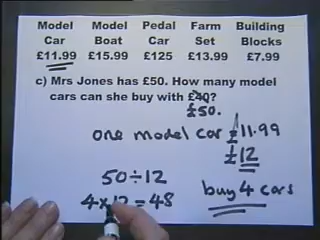 Model Model Pedal Farm Building
Car Boat Car Set Blocks
£11.99 £15.99 £125 £13.99 £7.99
c) Mrs Jones has £50. How many model
cars can she buy with £40?
£50.
one model car £11.99
£12
50÷12
buy 4 cars
4×12=48